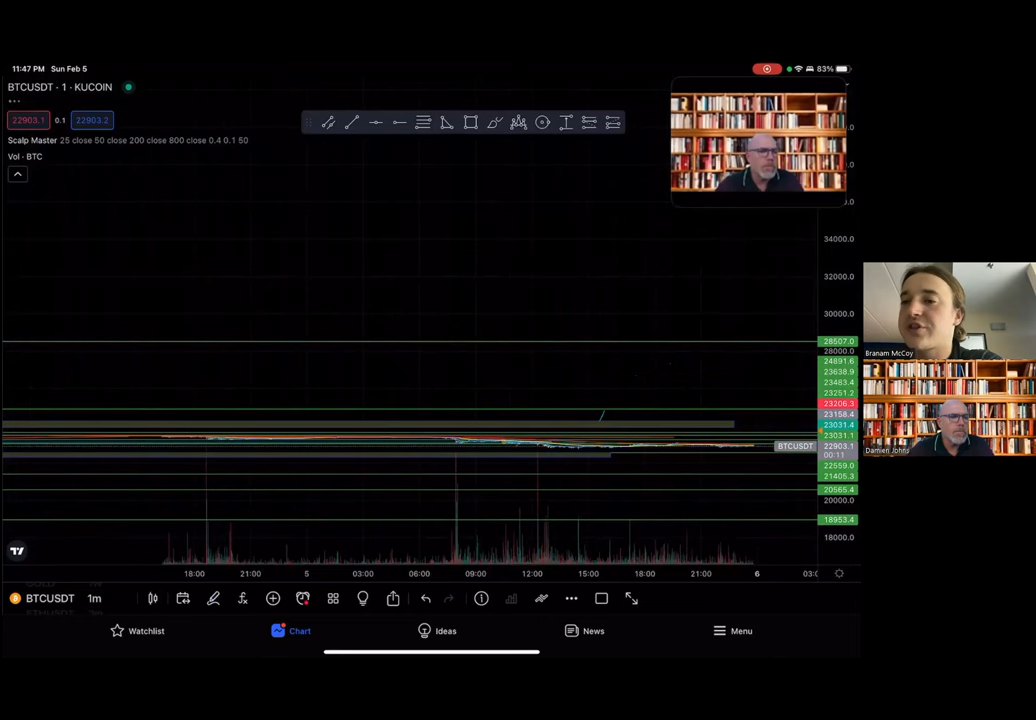 11:47 PM Sun Feb 5
83%
BTCUSDT · 1 · KUCOIN
22903.1 0.1 22903.2
Scalp Master 25 close 50 close 200 close 800 close 0.4 0.1 50
Vol · BTC
34000.0
32000.0
30000.0
28507.0
28000.0
24891.6
23638.9
23483.4
23251.2
23206.3
23158.4
23031.4
23031.1
BTCUSDT 22903.1
00:11
22559.0
21405.3
20565.4
20000.0
18953.4
18000.0
18:00 21:00 5 03:00 06:00 09:00 12:00 15:00 18:00 21:00 6 03:0
BTCUSDT 1m
Watchlist Chart Ideas News Menu
Branam McCoy
Damien Johns